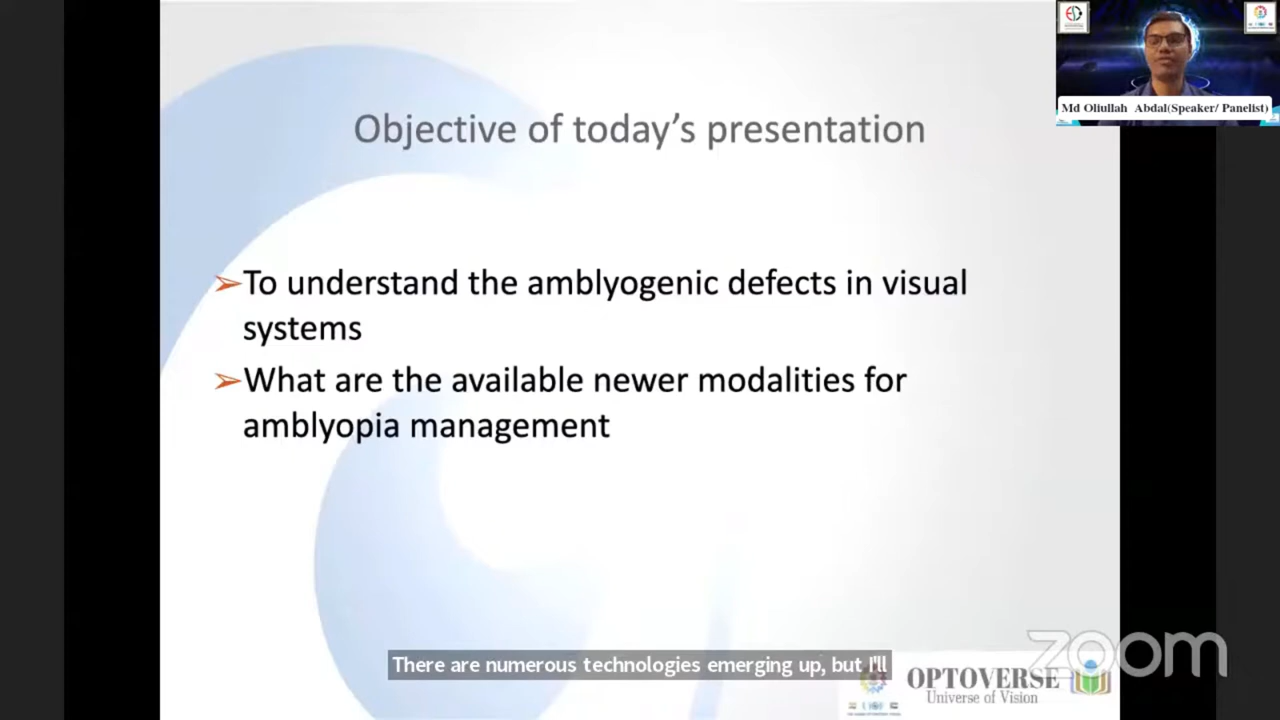 Md Oliullah Abdal(Speaker/ Panelist)
Objective of today's presentation
➢To understand the amblyogenic defects in visual
systems
➢What are the available newer modalities for
amblyopia management
There are numerous technologies emerging up, but I'll
zoom
OPTOVERSE
Universe of Vision